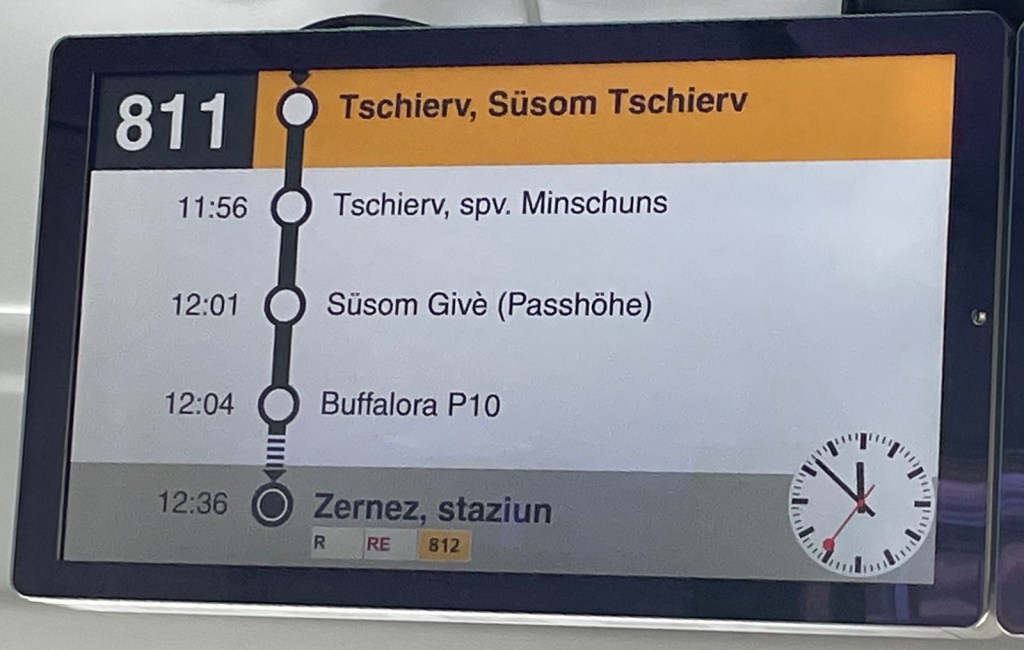 811 Tschierv, Süsom Tschierv
11:56 Tschierv, spv. Minschuns
12:01 Süsom Givè (Passhöhe)
12:04 Buffalora P10
12:36 Zernez, staziun
R RE 812